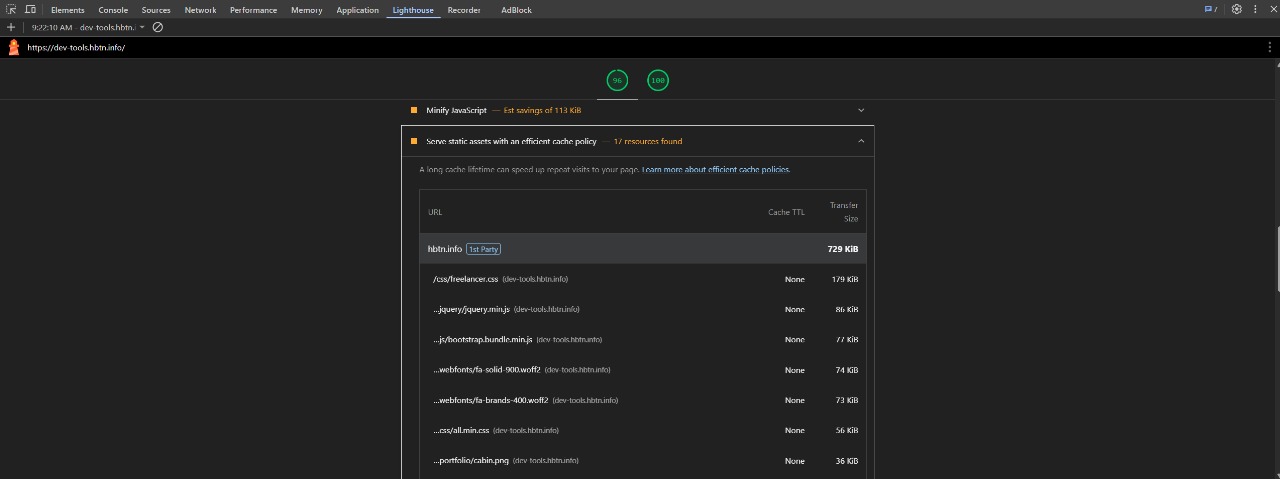 Elements Console Sources Network Performance Memory Application Lighthouse Recorder AdBlock 7
9:22:10 AM - dev-tools.hbtn.i
https://dev-tools.hbtn.info/
96 100
Minify JavaScript — Est savings of 113 KiB
Serve static assets with an efficient cache policy — 17 resources found
A long cache lifetime can speed up repeat visits to your page. Learn more about efficient cache policies.
URL Cache TTL Transfer Size
hbtn.info 1st Party 729 KiB
/css/freelancer.css (dev-tools.hbtn.info) None 179 KiB
…jquery/jquery.min.js (dev-tools.hbtn.info) None 86 KiB
…js/bootstrap.bundle.min.js (dev-tools.hbtn.info) None 77 KiB
…webfonts/fa-solid-900.woff2 (dev-tools.hbtn.info) None 74 KiB
…webfonts/fa-brands-400.woff2 (dev-tools.hbtn.info) None 73 KiB
…css/all.min.css (dev-tools.hbtn.info) None 56 KiB
…portfolio/cabin.png (dev-tools.hbtn.info) None 36 KiB